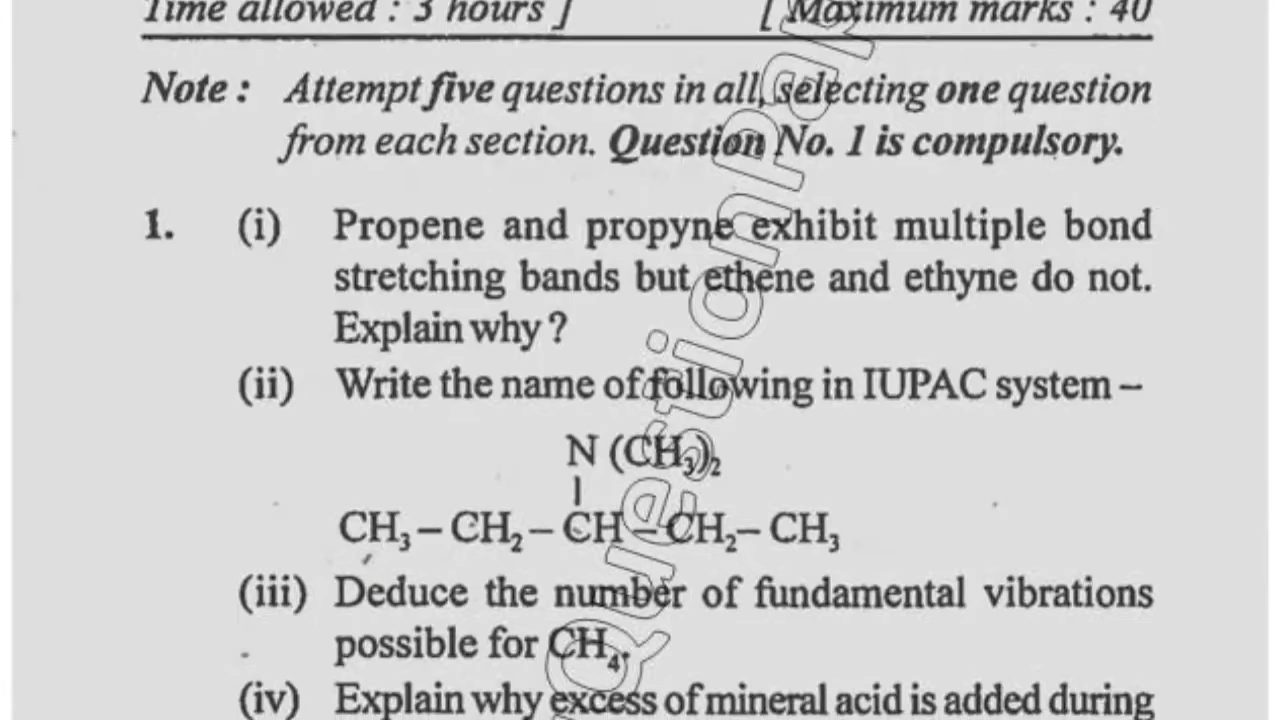 Time allowed : 3 hours ] [ Maximum marks : 40
Note : Attempt five questions in all, selecting one question
from each section. Question No. 1 is compulsory.
1. (i) Propene and propyne exhibit multiple bond
stretching bands but ethene and ethyne do not.
Explain why ?
(ii) Write the name of following in IUPAC system –
N (CH₃)₂
|
CH₃ – CH₂ – CH – CH₂ – CH₃
(iii) Deduce the number of fundamental vibrations
possible for CH₄.
(iv) Explain why excess of mineral acid is added during
QuestionPa